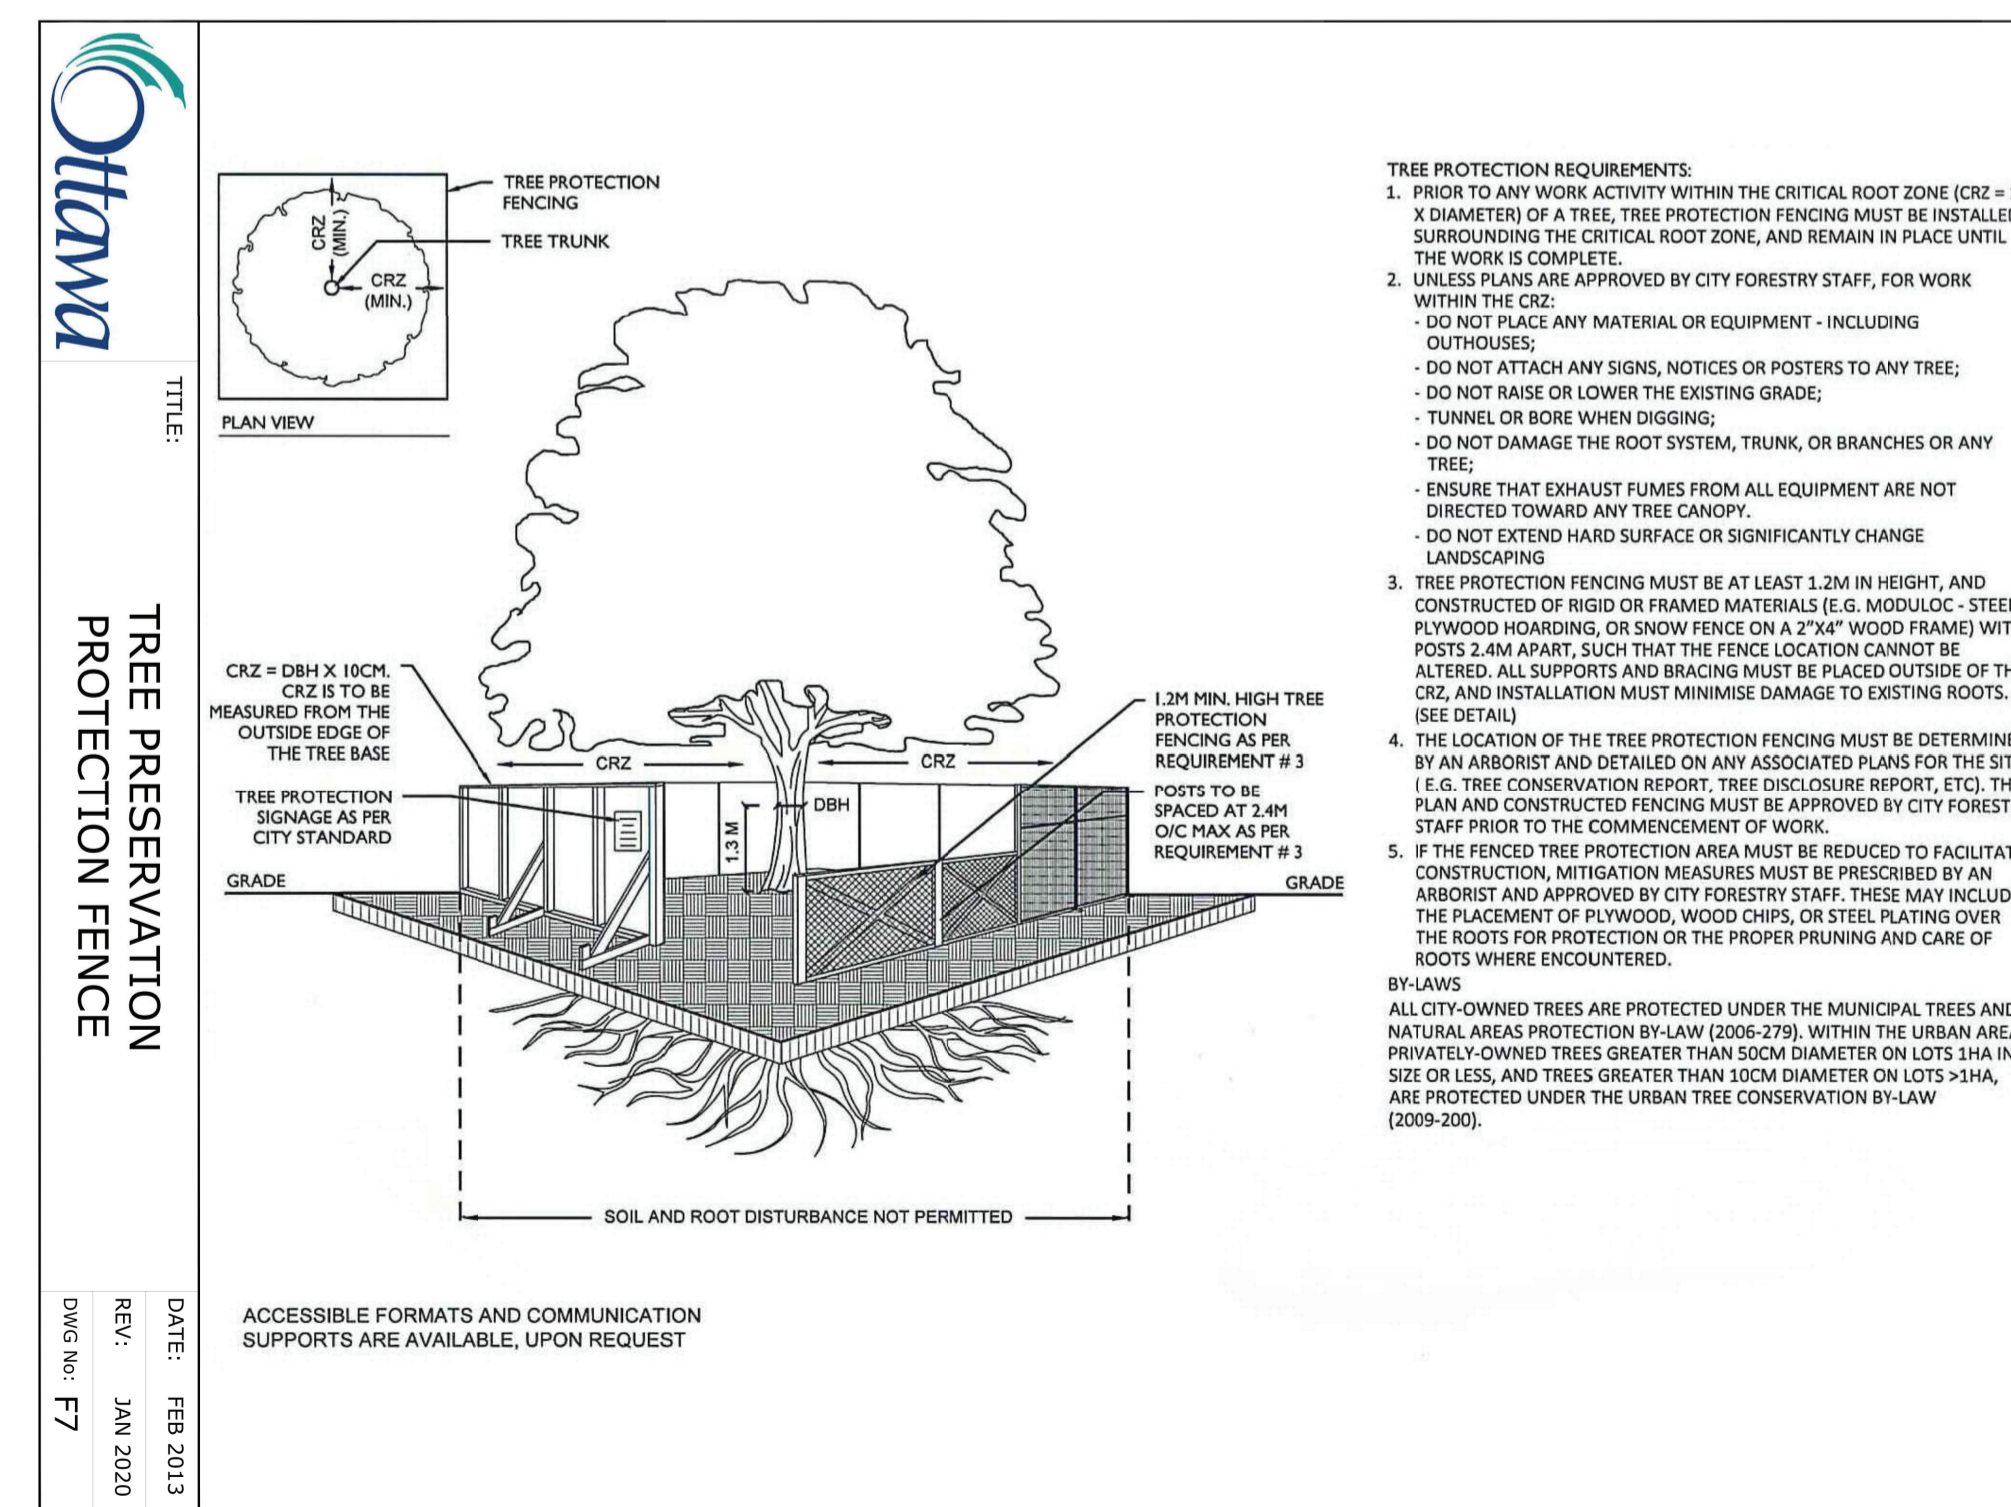 Ottawa
TITLE:
TREE PRESERVATION
PROTECTION FENCE
DATE: FEB 2013
REV: JAN 2020
DWG No: F7
TREE PROTECTION
FENCING
TREE TRUNK
CRZ
(MIN.)
CRZ
(MIN.)
PLAN VIEW
CRZ = DBH X 10CM.
CRZ IS TO BE
MEASURED FROM THE
OUTSIDE EDGE OF
THE TREE BASE
TREE PROTECTION
SIGNAGE AS PER
CITY STANDARD
GRADE
CRZ
CRZ
DBH
1.3 M
1.2M MIN. HIGH TREE
PROTECTION
FENCING AS PER
REQUIREMENT # 3
POSTS TO BE
SPACED AT 2.4M
O/C MAX AS PER
REQUIREMENT # 3
GRADE
SOIL AND ROOT DISTURBANCE NOT PERMITTED
ACCESSIBLE FORMATS AND COMMUNICATION
SUPPORTS ARE AVAILABLE, UPON REQUEST
TREE PROTECTION REQUIREMENTS:
1. PRIOR TO ANY WORK ACTIVITY WITHIN THE CRITICAL ROOT ZONE (CRZ =
X DIAMETER) OF A TREE, TREE PROTECTION FENCING MUST BE INSTALLED
SURROUNDING THE CRITICAL ROOT ZONE, AND REMAIN IN PLACE UNTIL
THE WORK IS COMPLETE.
2. UNLESS PLANS ARE APPROVED BY CITY FORESTRY STAFF, FOR WORK
WITHIN THE CRZ:
- DO NOT PLACE ANY MATERIAL OR EQUIPMENT - INCLUDING
OUTHOUSES;
- DO NOT ATTACH ANY SIGNS, NOTICES OR POSTERS TO ANY TREE;
- DO NOT RAISE OR LOWER THE EXISTING GRADE;
- TUNNEL OR BORE WHEN DIGGING;
- DO NOT DAMAGE THE ROOT SYSTEM, TRUNK, OR BRANCHES OR ANY
TREE;
- ENSURE THAT EXHAUST FUMES FROM ALL EQUIPMENT ARE NOT
DIRECTED TOWARD ANY TREE CANOPY.
- DO NOT EXTEND HARD SURFACE OR SIGNIFICANTLY CHANGE
LANDSCAPING
3. TREE PROTECTION FENCING MUST BE AT LEAST 1.2M IN HEIGHT, AND
CONSTRUCTED OF RIGID OR FRAMED MATERIALS (E.G. MODULOC - STEEL
PLYWOOD HOARDING, OR SNOW FENCE ON A 2"X4" WOOD FRAME) WIT
POSTS 2.4M APART, SUCH THAT THE FENCE LOCATION CANNOT BE
ALTERED. ALL SUPPORTS AND BRACING MUST BE PLACED OUTSIDE OF TH
CRZ, AND INSTALLATION MUST MINIMISE DAMAGE TO EXISTING ROOTS.
(SEE DETAIL)
4. THE LOCATION OF THE TREE PROTECTION FENCING MUST BE DETERMINE
BY AN ARBORIST AND DETAILED ON ANY ASSOCIATED PLANS FOR THE SIT
( E.G. TREE CONSERVATION REPORT, TREE DISCLOSURE REPORT, ETC). TH
PLAN AND CONSTRUCTED FENCING MUST BE APPROVED BY CITY FOREST
STAFF PRIOR TO THE COMMENCEMENT OF WORK.
5. IF THE FENCED TREE PROTECTION AREA MUST BE REDUCED TO FACILITAT
CONSTRUCTION, MITIGATION MEASURES MUST BE PRESCRIBED BY AN
ARBORIST AND APPROVED BY CITY FORESTRY STAFF. THESE MAY INCLUD
THE PLACEMENT OF PLYWOOD, WOOD CHIPS, OR STEEL PLATING OVER
THE ROOTS FOR PROTECTION OR THE PROPER PRUNING AND CARE OF
ROOTS WHERE ENCOUNTERED.
BY-LAWS
ALL CITY-OWNED TREES ARE PROTECTED UNDER THE MUNICIPAL TREES AND
NATURAL AREAS PROTECTION BY-LAW (2006-279). WITHIN THE URBAN AREA
PRIVATELY-OWNED TREES GREATER THAN 50CM DIAMETER ON LOTS 1HA IN
SIZE OR LESS, AND TREES GREATER THAN 10CM DIAMETER ON LOTS >1HA,
ARE PROTECTED UNDER THE URBAN TREE CONSERVATION BY-LAW
(2009-200).